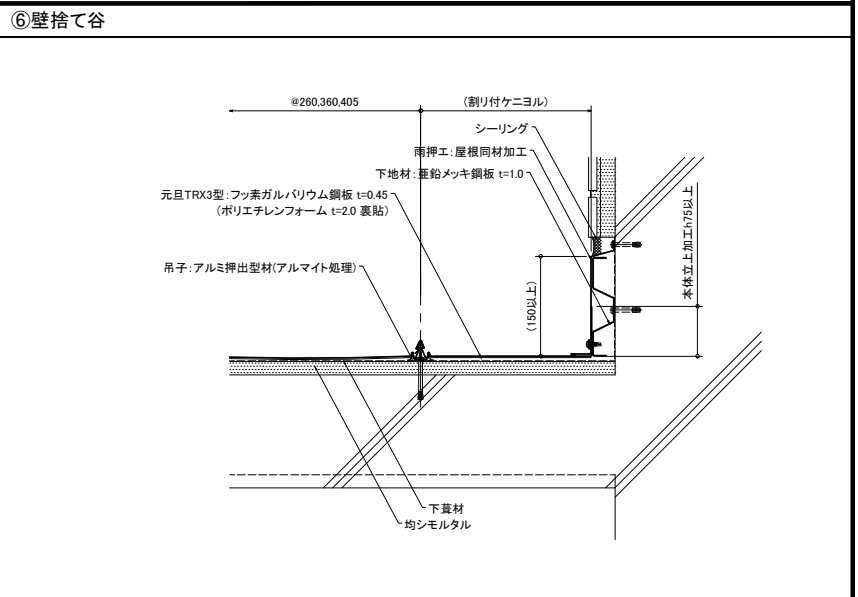 ⑥壁捨て谷
@260,360,405
(割り付ケニヨル)
シーリング
雨押エ:屋根同材加工
下地材:亜鉛メッキ鋼板 t=1.0
元旦TRX3型:フッ素ガルバリウム鋼板 t=0.45
(ポリエチレンフォーム t=2.0 裏貼)
吊子:アルミ押出型材(アルマイト処理)
(150以上)
本体立上加工h75以上
下葺材
均シモルタル